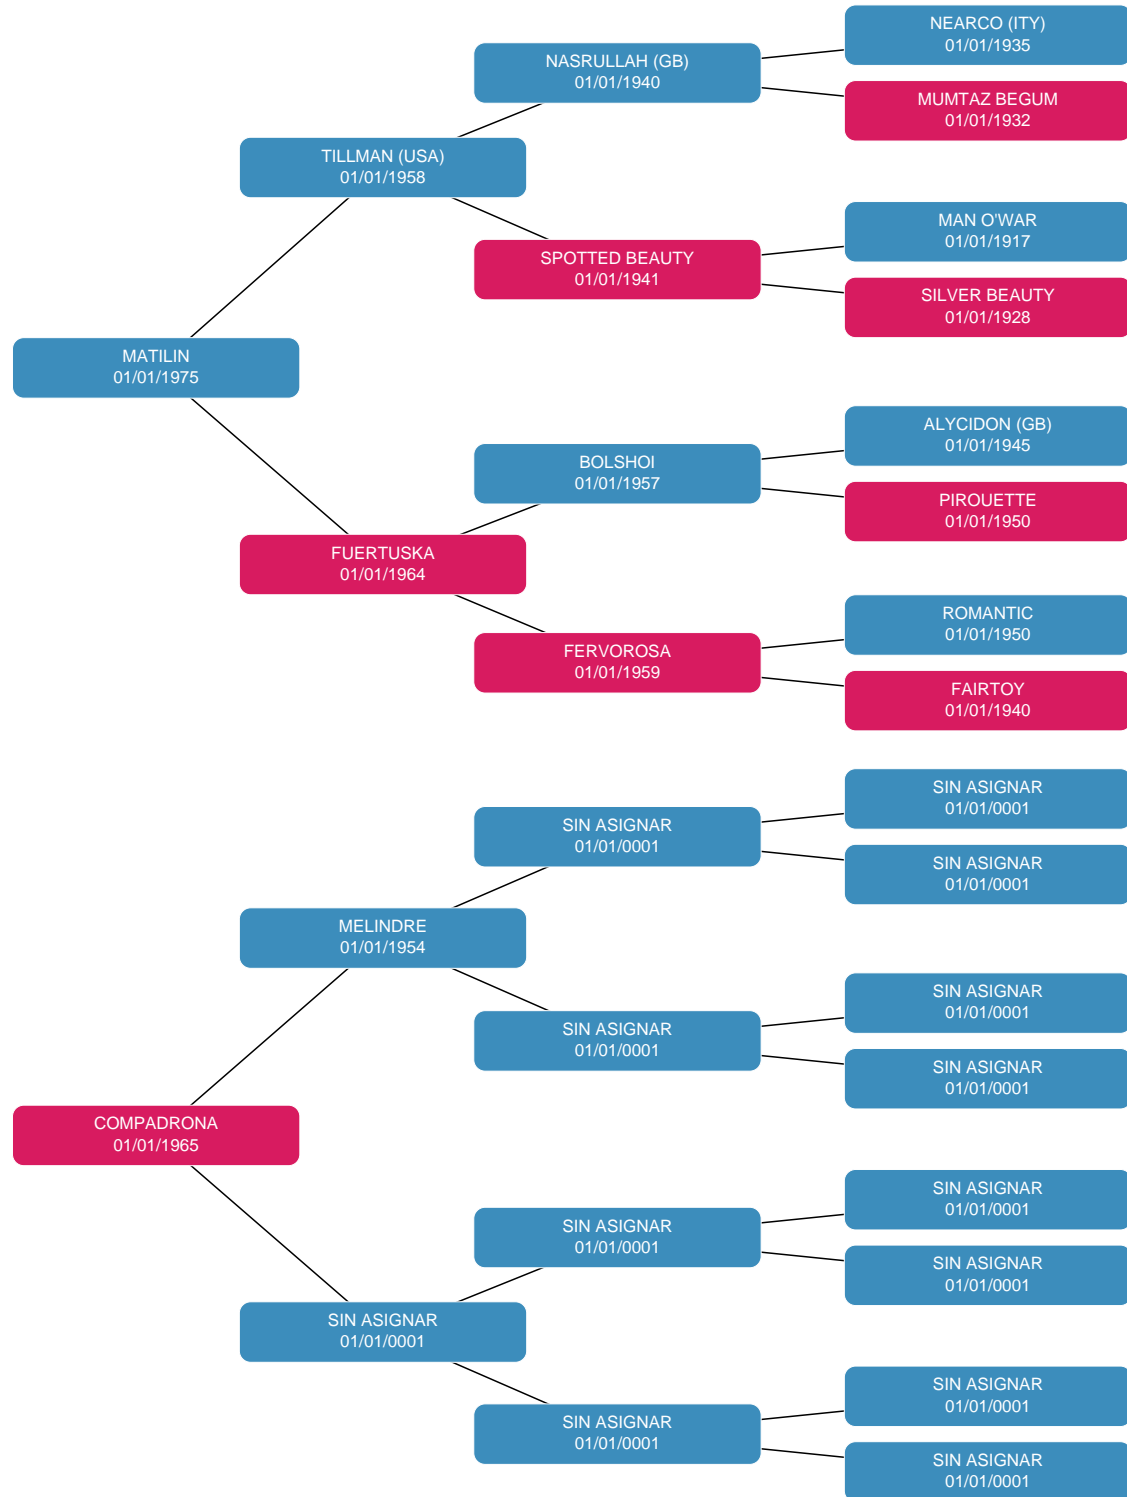 NEARCO (ITY)
01/01/1935
NASRULLAH (GB)
01/01/1940
MUMTAZ BEGUM
01/01/1932
TILLMAN (USA)
01/01/1958
MAN O'WAR
01/01/1917
SPOTTED BEAUTY
01/01/1941
SILVER BEAUTY
01/01/1928
MATILIN
01/01/1975
ALYCIDON (GB)
01/01/1945
BOLSHOI
01/01/1957
PIROUETTE
01/01/1950
FUERTUSKA
01/01/1964
ROMANTIC
01/01/1950
FERVOROSA
01/01/1959
FAIRTOY
01/01/1940
SIN ASIGNAR
01/01/0001
SIN ASIGNAR
01/01/0001
SIN ASIGNAR
01/01/0001
MELINDRE
01/01/1954
SIN ASIGNAR
01/01/0001
SIN ASIGNAR
01/01/0001
SIN ASIGNAR
01/01/0001
COMPADRONA
01/01/1965
SIN ASIGNAR
01/01/0001
SIN ASIGNAR
01/01/0001
SIN ASIGNAR
01/01/0001
SIN ASIGNAR
01/01/0001
SIN ASIGNAR
01/01/0001
SIN ASIGNAR
01/01/0001
SIN ASIGNAR
01/01/0001